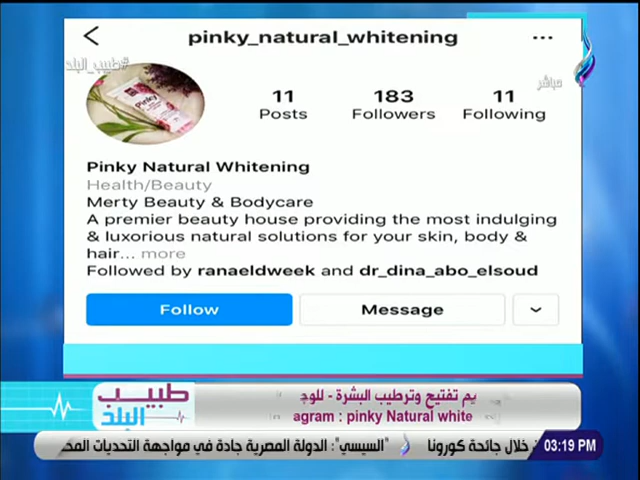 pinky_natural_whitening
#طبيب_البلد
مباشر
11 183 11
Posts Followers Following
Pinky
Pinky Natural Whitening
Health/Beauty
Merty Beauty & Bodycare
A premier beauty house providing the most indulging
& luxorious natural solutions for your skin, body &
hair... more
Followed by ranaeldweek and dr_dina_abo_elsoud
Follow Message
طبيب
البلد
يم تفتيح وترطيب البشرة - للوج
agram : pinky Natural white
خلال جائحة كورونا "السيسي": الدولة المصرية جادة في مواجهة التحديات المح
03:19 PM